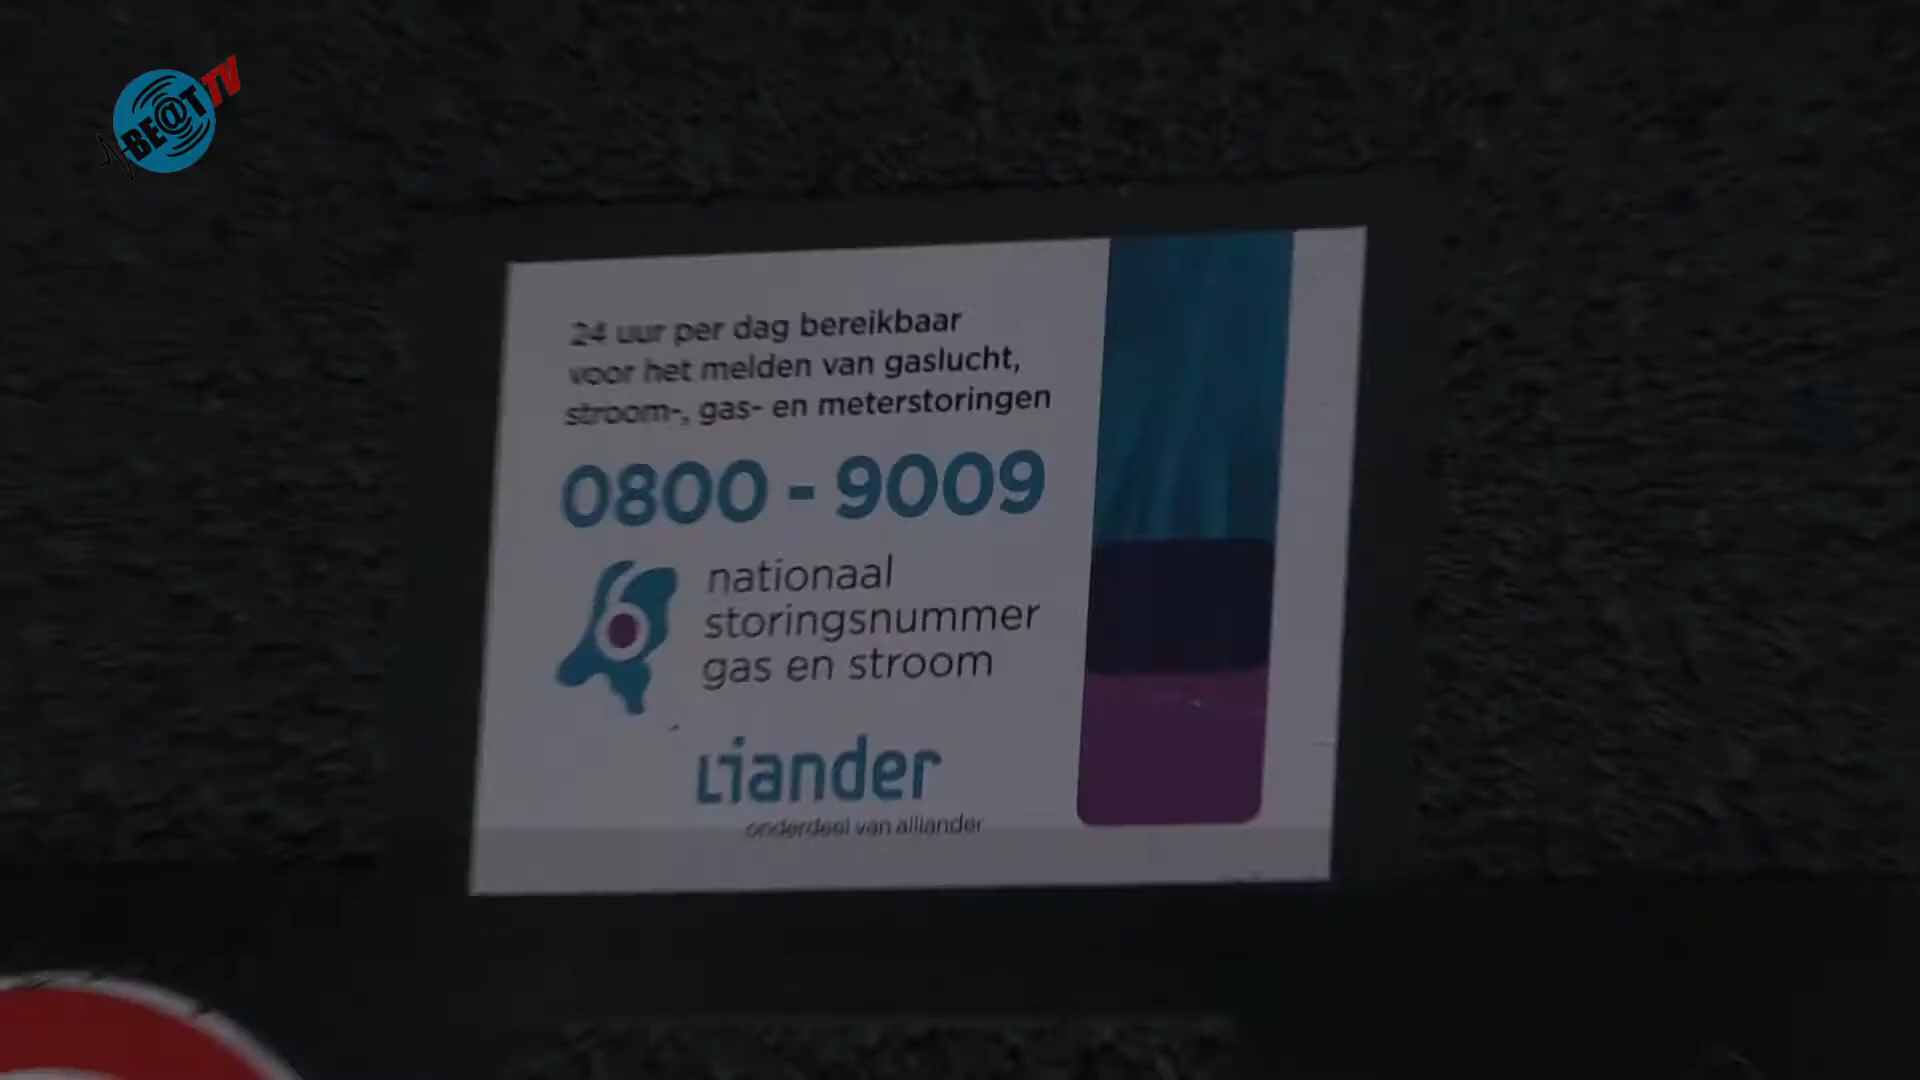 BE@T TV
24 uur per dag bereikbaar
voor het melden van gaslucht,
stroom-, gas- en meterstoringen
0800 - 9009
nationaal
storingsnummer
gas en stroom
Liander
onderdeel van alliander